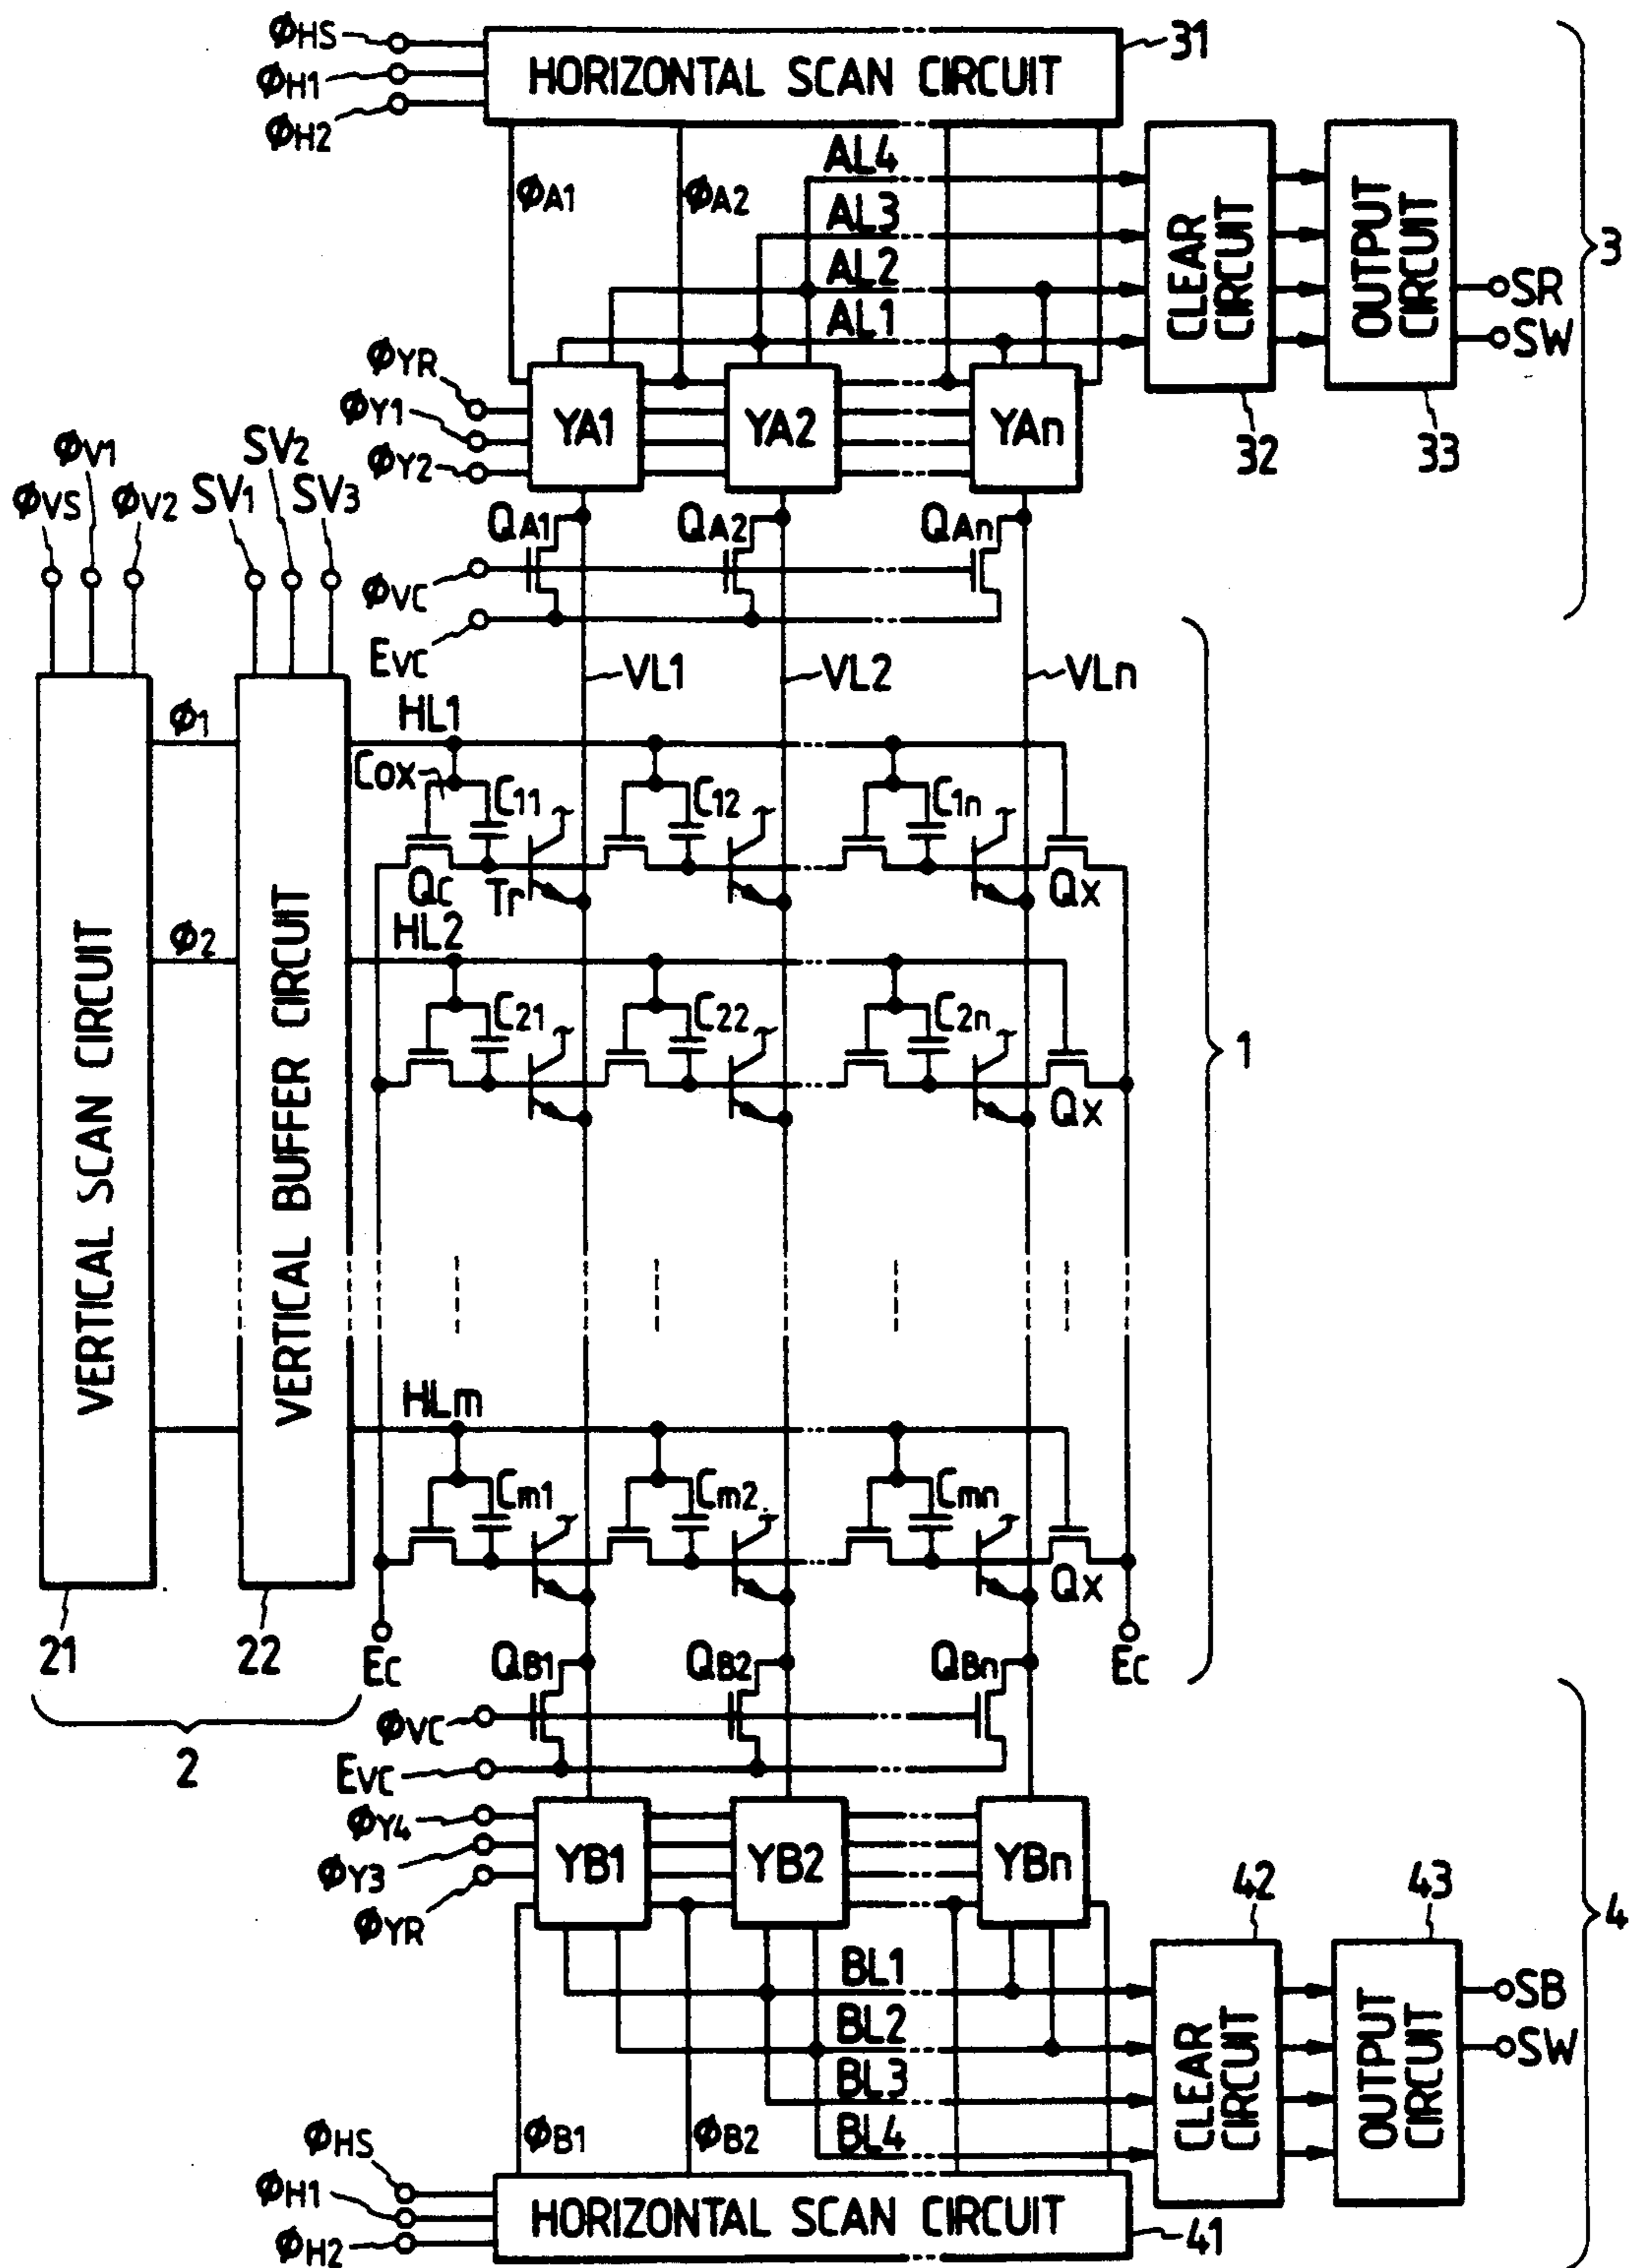 ΦHS
ΦH1
ΦH2
HORIZONTAL SCAN CIRCUIT
31
ΦA1
ΦA2
AL4
AL3
AL2
AL1
CLEAR CIRCUIT
OUTPUT CIRCUIT
SR
SW
3
32
33
ΦYR
ΦY1
ΦY2
YA1
YA2
YAn
ΦVS
ΦV1
ΦV2
SV1
SV2
SV3
QA1
QA2
QAn
ΦVC
EVC
VL1
VL2
VLn
Φ1
HL1
Cox
C11
C12
C1n
QC
Tr
QX
Φ2
HL2
C21
C22
C2n
QX
VERTICAL SCAN CIRCUIT
VERTICAL BUFFER CIRCUIT
1
HLm
Cm1
Cm2
Cmn
QX
21
22
EC
EC
2
QB1
QB2
QBn
ΦVC
EVC
ΦY4
ΦY3
ΦYR
YB1
YB2
YBn
42
43
4
BL1
BL2
BL3
BL4
CLEAR CIRCUIT
OUTPUT CIRCUIT
SB
SW
ΦB1
ΦB2
ΦHS
ΦH1
ΦH2
HORIZONTAL SCAN CIRCUIT
41